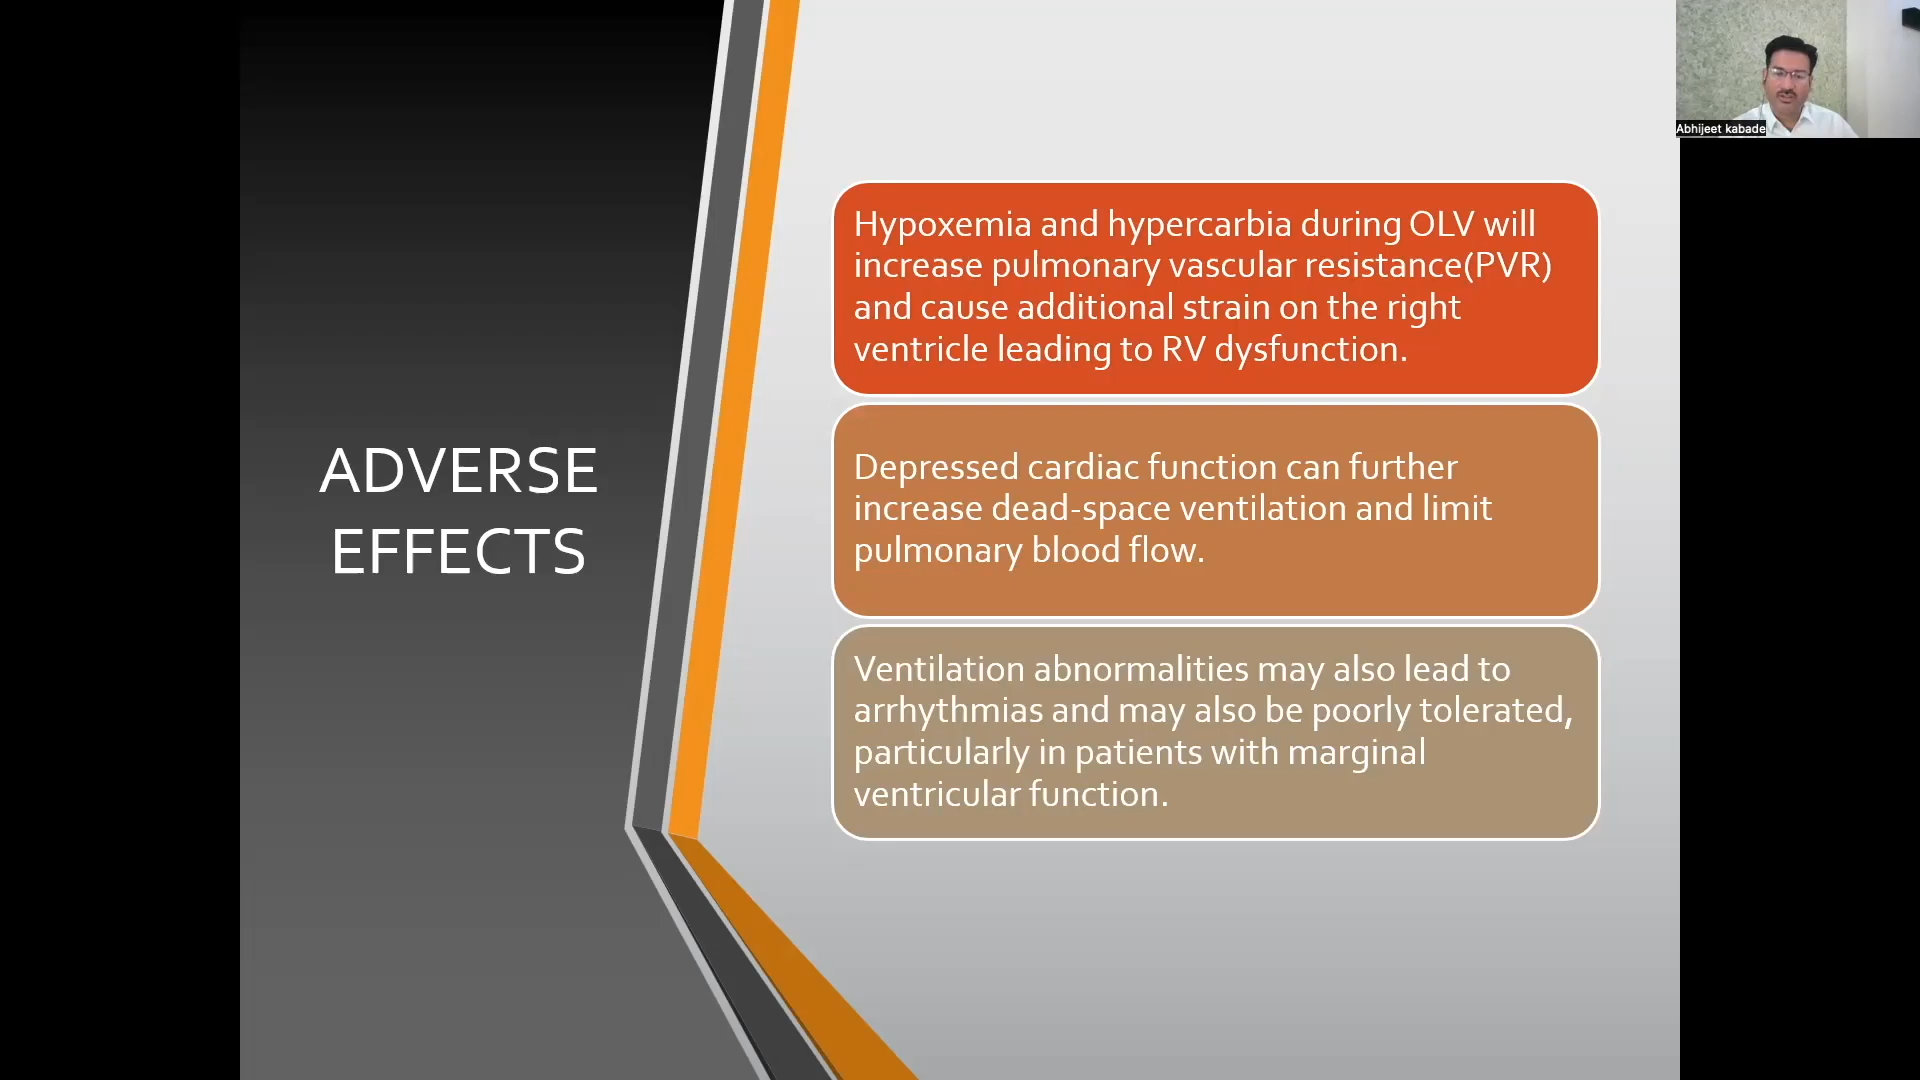 Abhijeet kabade
ADVERSE
EFFECTS
Hypoxemia and hypercarbia during OLV will
increase pulmonary vascular resistance(PVR)
and cause additional strain on the right
ventricle leading to RV dysfunction.
Depressed cardiac function can further
increase dead-space ventilation and limit
pulmonary blood flow.
Ventilation abnormalities may also lead to
arrhythmias and may also be poorly tolerated,
particularly in patients with marginal
ventricular function.